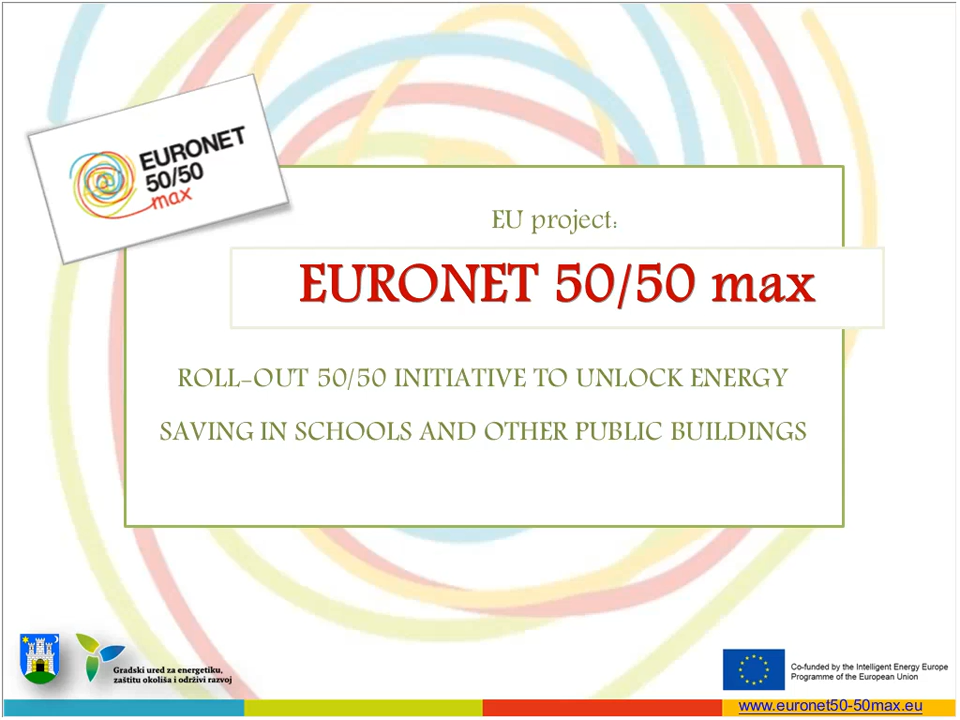 EURONET
50/50
max
EU project:
EURONET 50/50 max
ROLL-OUT 50/50 INITIATIVE TO UNLOCK ENERGY
SAVING IN SCHOOLS AND OTHER PUBLIC BUILDINGS
Gradski ured za energetiku,
zaštitu okoliša i održivi razvoj
Co-funded by the Intelligent Energy Europe
Programme of the European Union
www.euronet50-50max.eu